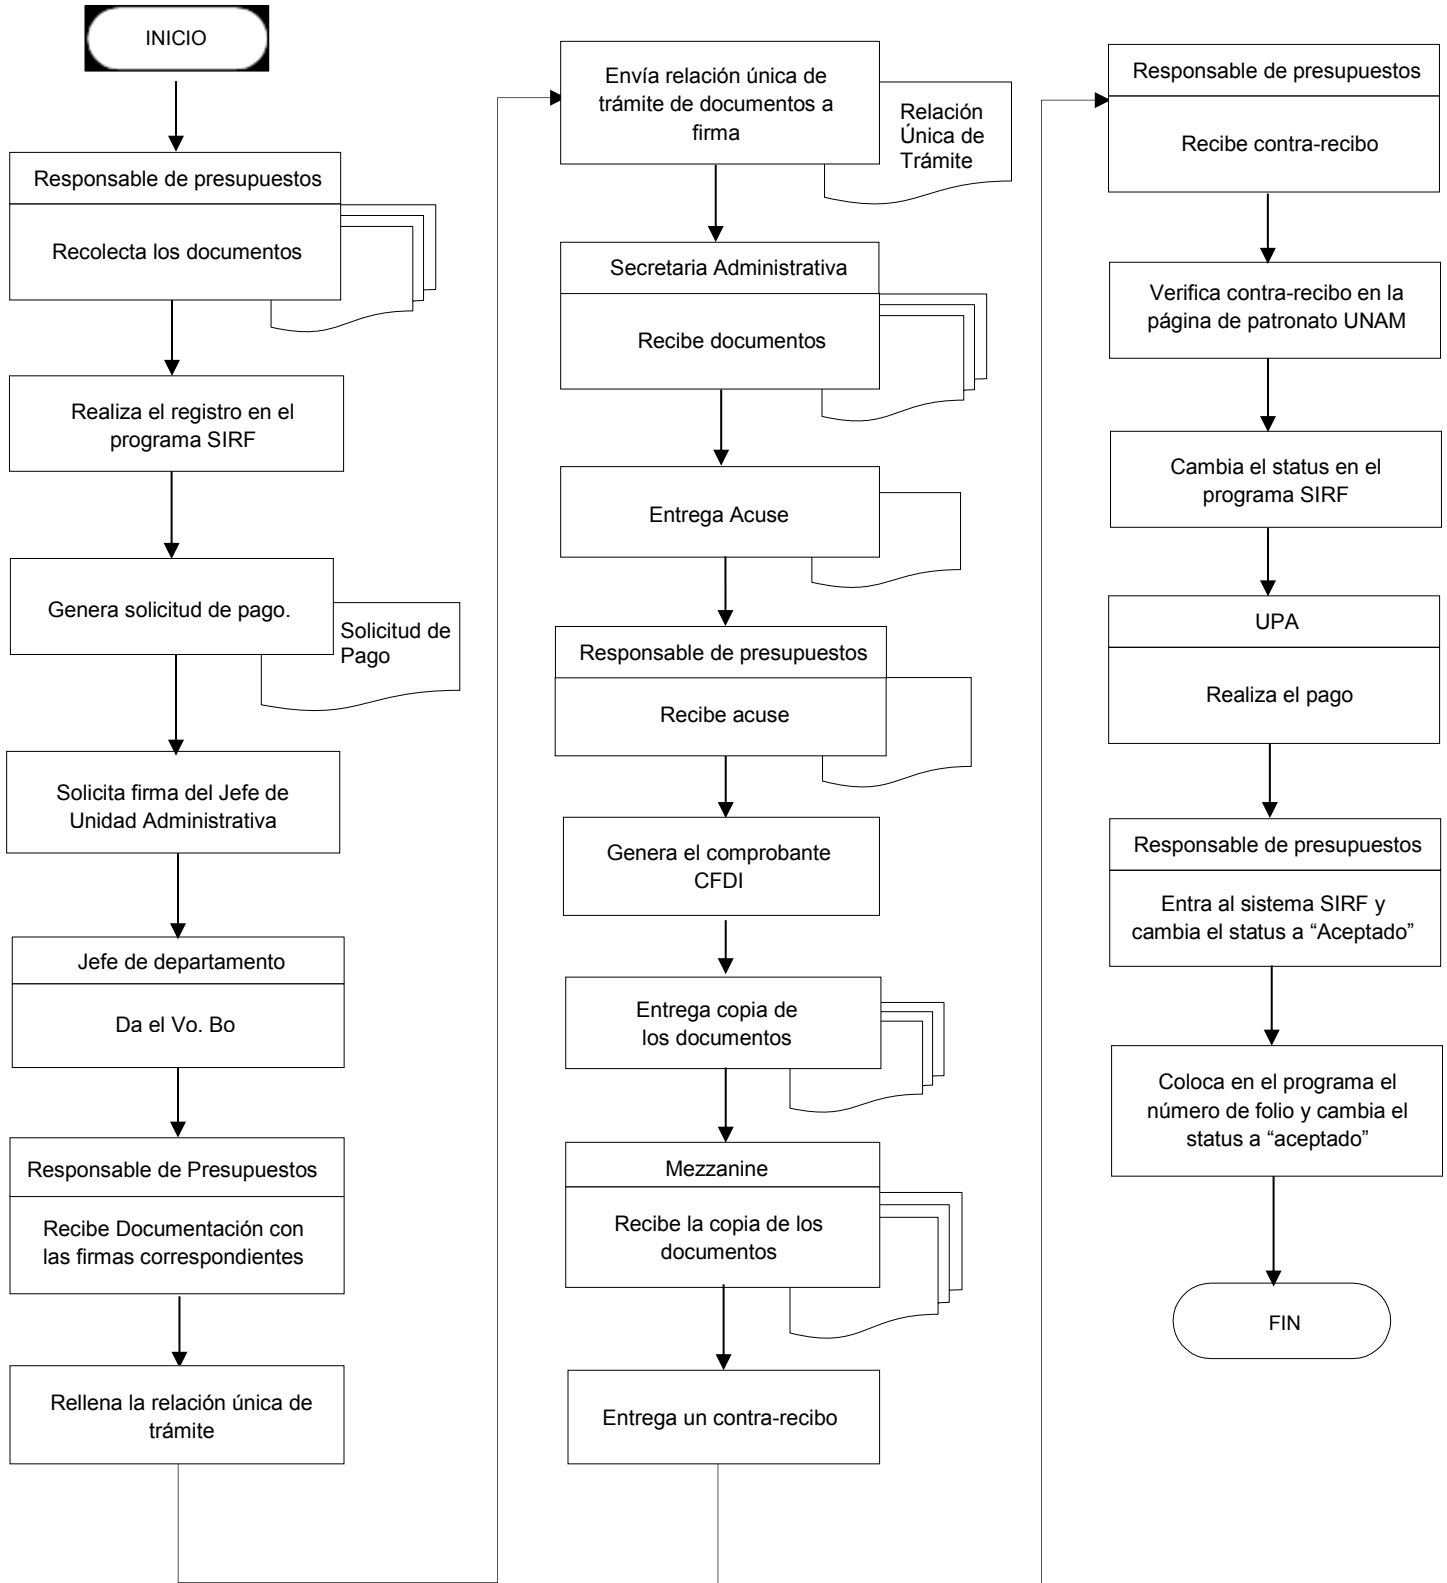 INICIO
Responsable de presupuestos
Recolecta los documentos
Realiza el registro en el
programa SIRF
Genera solicitud de pago.
Solicitud de
Pago
Solicita firma del Jefe de
Unidad Administrativa
Jefe de departamento
Da el Vo. Bo
Responsable de Presupuestos
Recibe Documentación con
las firmas correspondientes
Rellena la relación única de
trámite
Envía relación única de
trámite de documentos a
firma
Relación
Única de
Trámite
Secretaria Administrativa
Recibe documentos
Entrega Acuse
Responsable de presupuestos
Recibe acuse
Genera el comprobante
CFDI
Entrega copia de
los documentos
Mezzanine
Recibe la copia de los
documentos
Entrega un contra-recibo
Responsable de presupuestos
Recibe contra-recibo
Verifica contra-recibo en la
página de patronato UNAM
Cambia el status en el
programa SIRF
UPA
Realiza el pago
Responsable de presupuestos
Entra al sistema SIRF y
cambia el status a “Aceptado”
Coloca en el programa el
número de folio y cambia el
status a “aceptado”
FIN